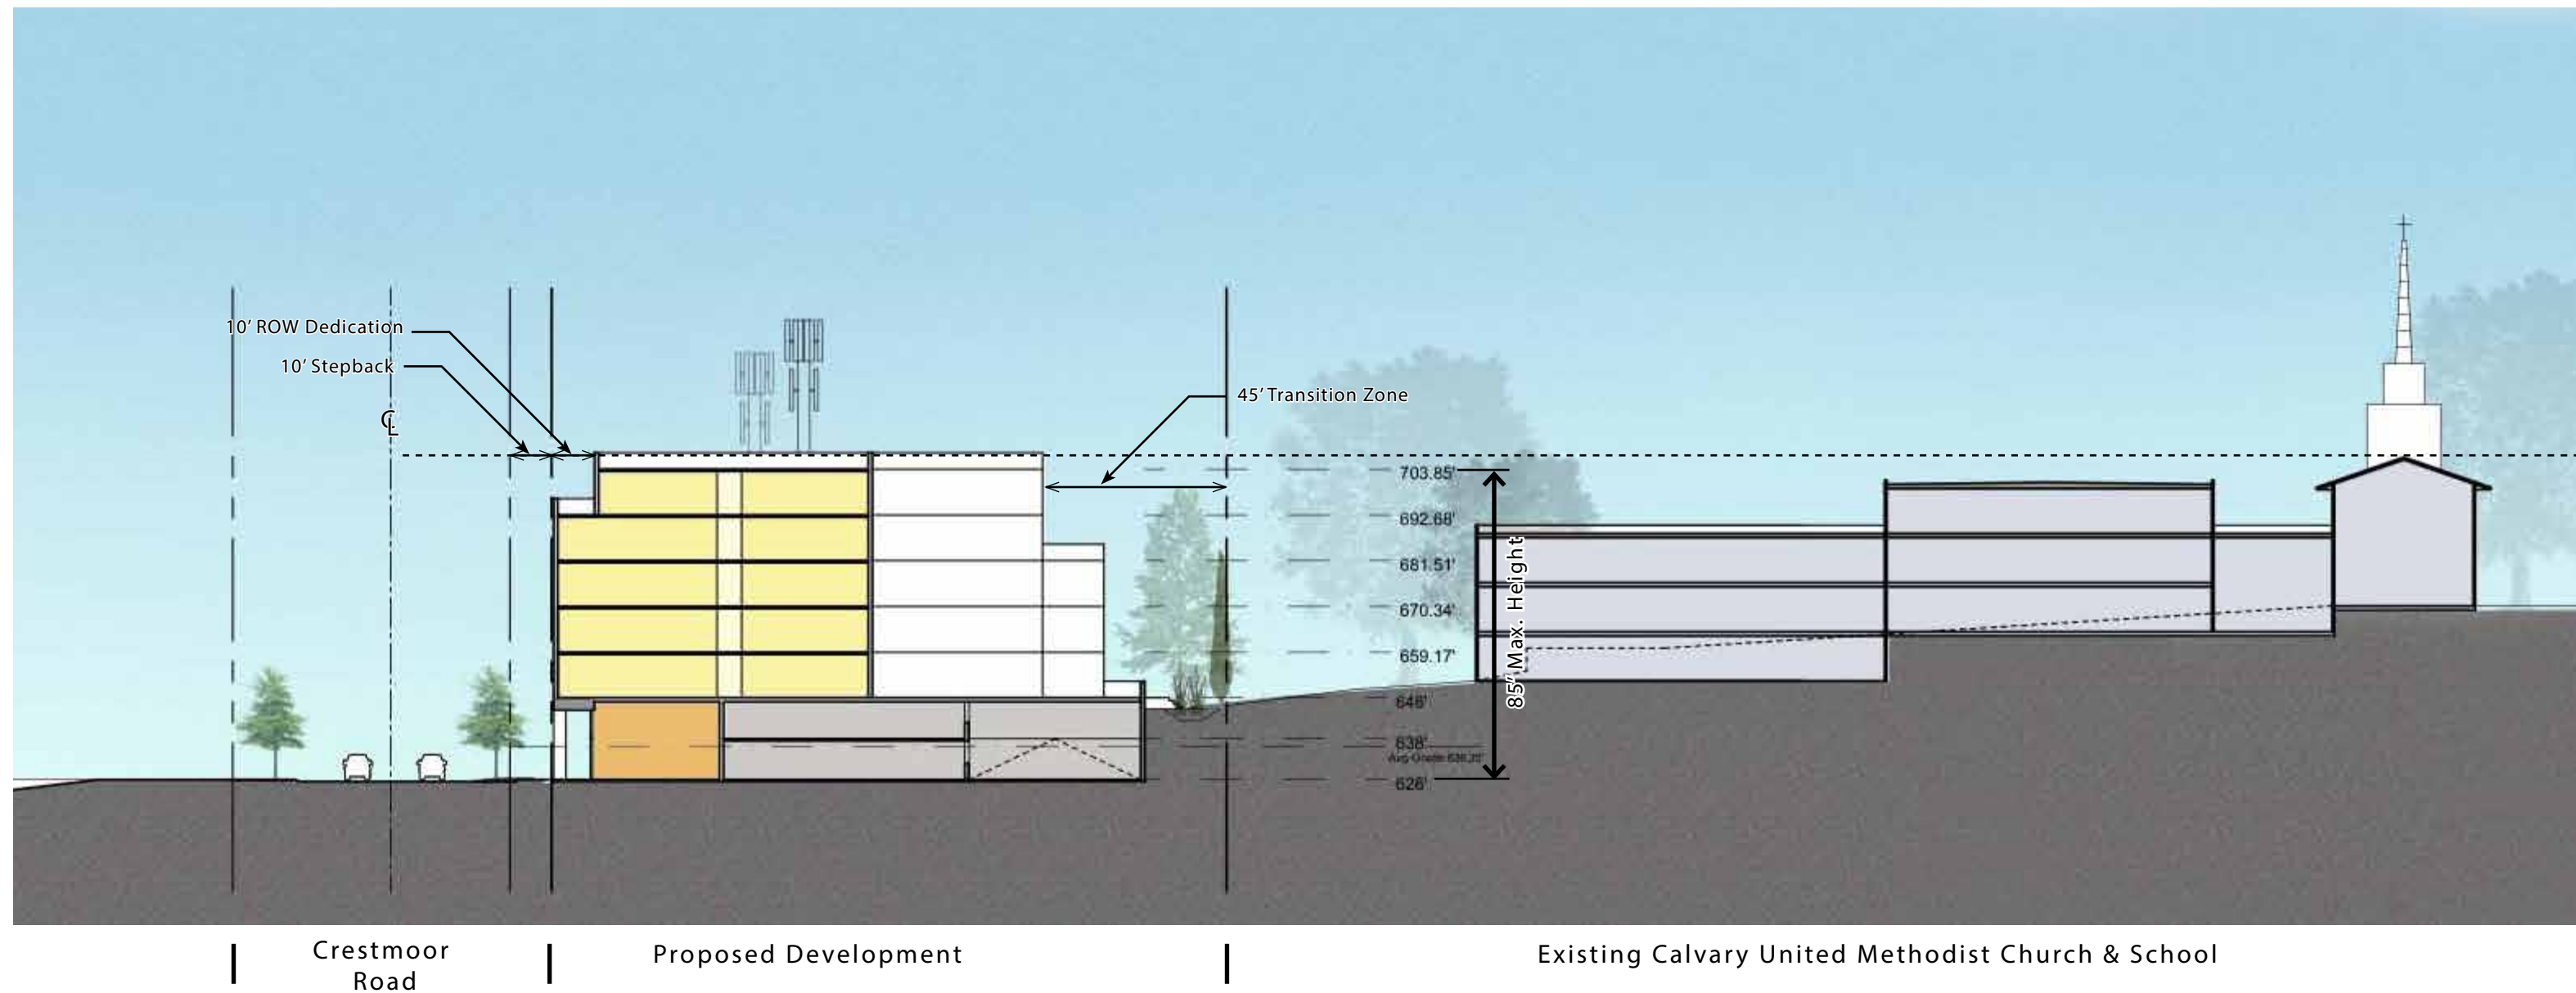 10' ROW Dedication
10' Stepback
CL
45' Transition Zone
703.85'
692.68'
681.51'
670.34'
659.17'
648'
638'
626'
85' Max. Height
Crestmoor
Road
Proposed Development
Existing Calvary United Methodist Church & School